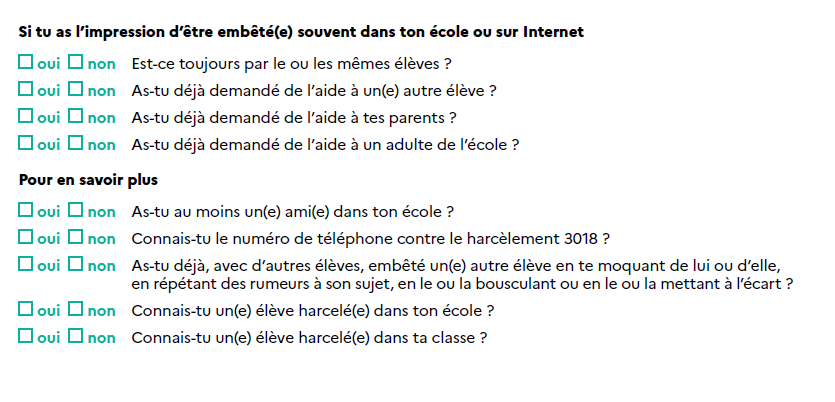 Si tu as l'impression d'être embêté(e) souvent dans ton école ou sur Internet
oui non Est-ce toujours par le ou les mêmes élèves ?
oui non As-tu déjà demandé de l'aide à un(e) autre élève ?
oui non As-tu déjà demandé de l'aide à tes parents ?
oui non As-tu déjà demandé de l'aide à un adulte de l'école ?
Pour en savoir plus
oui non As-tu au moins un(e) ami(e) dans ton école ?
oui non Connais-tu le numéro de téléphone contre le harcèlement 3018 ?
oui non As-tu déjà, avec d'autres élèves, embêté un(e) autre élève en te moquant de lui ou d'elle,
en répétant des rumeurs à son sujet, en le ou la bousculant ou en le ou la mettant à l'écart ?
oui non Connais-tu un(e) élève harcelé(e) dans ton école ?
oui non Connais-tu un(e) élève harcelé(e) dans ta classe ?